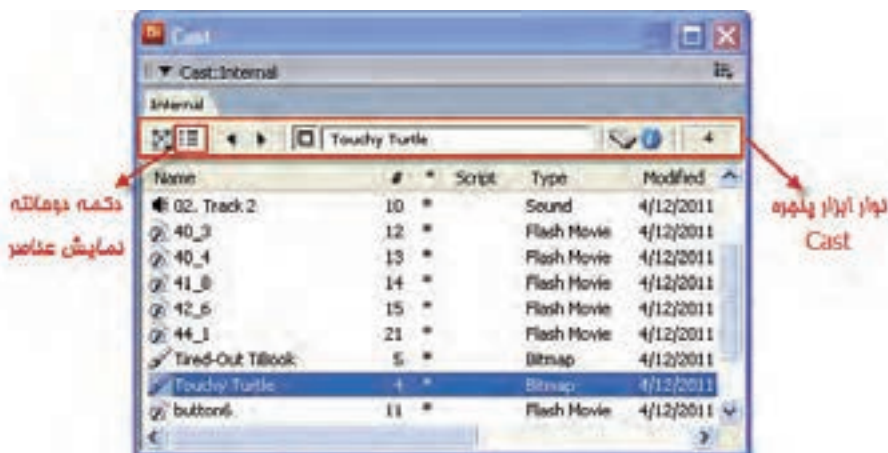 Cast
Cast:Internal
Internal
Touchy Turtle 4
Name # * Script Type Modified
02. Track 2 10 * Sound 4/12/2011
40_3 12 * Flash Movie 4/12/2011
40_4 13 * Flash Movie 4/12/2011
41_8 14 * Flash Movie 4/12/2011
42_6 15 * Flash Movie 4/12/2011
44_1 21 * Flash Movie 4/12/2011
Tired-Out TiBook 5 * Bitmap 4/12/2011
Touchy Turtle 4 * Bitmap 4/12/2011
button6 11 * Flash Movie 4/12/2011
نوار ابزار پنجره
Cast
دکمه دوحالته
نمایش عناصر